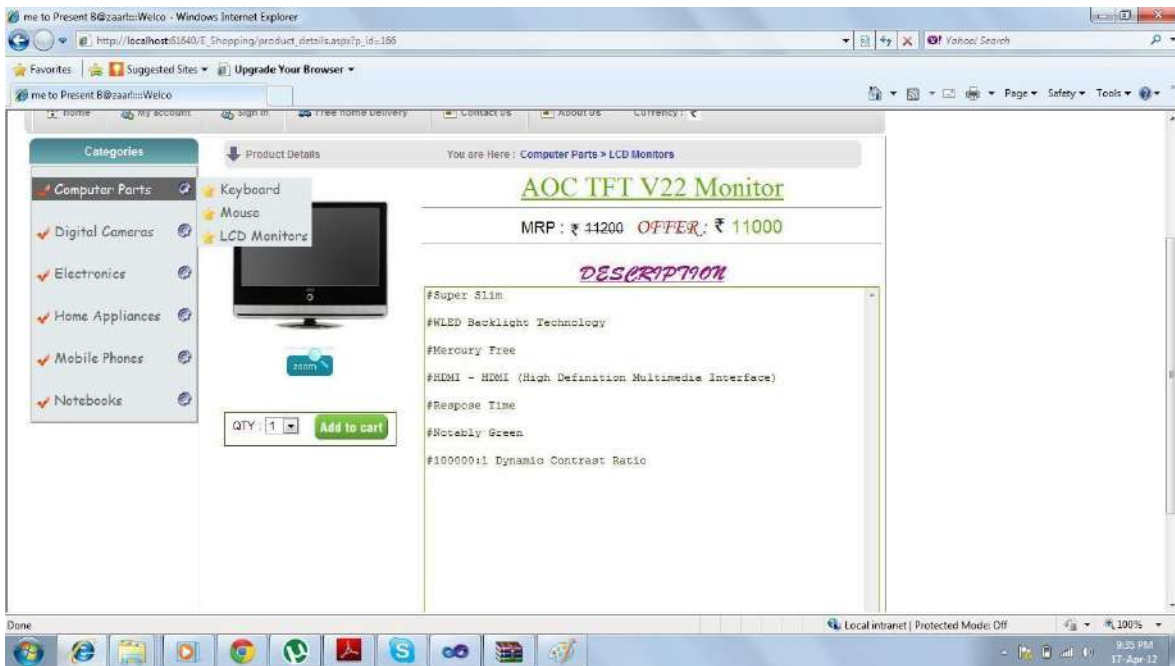 me to Present B@zaar!:::Welco - Windows Internet Explorer
http://localhost:61640/E_Shopping/product_details.aspx?p_id=166
Yahoo! Search
Favorites Suggested Sites Upgrade Your Browser
me to Present B@zaar!:::Welco
Page Safety Tools
home my account sign in Free home Delivery Contact Us About Us Currency : ₹
Categories
Product Details
You are Here : Computer Parts > LCD Monitors
Computer Parts
Keyboard
Mouse
LCD Monitors
Digital Cameras
Electronics
Home Appliances
Mobile Phones
Notebooks
zoom
QTY : 1 Add to cart
AOC TFT V22 Monitor
MRP : ₹ 11200 OFFER : ₹ 11000
DESCRIPTION
#Super Slim
#WLED Backlight Technology
#Mercury Free
#HDMI - HDMI (High Definition Multimedia Interface)
#Respose Time
#Notably Green
#100000:1 Dynamic Contrast Ratio
Done
Local intranet | Protected Mode: Off
100%
9:35 PM
17-Apr-12